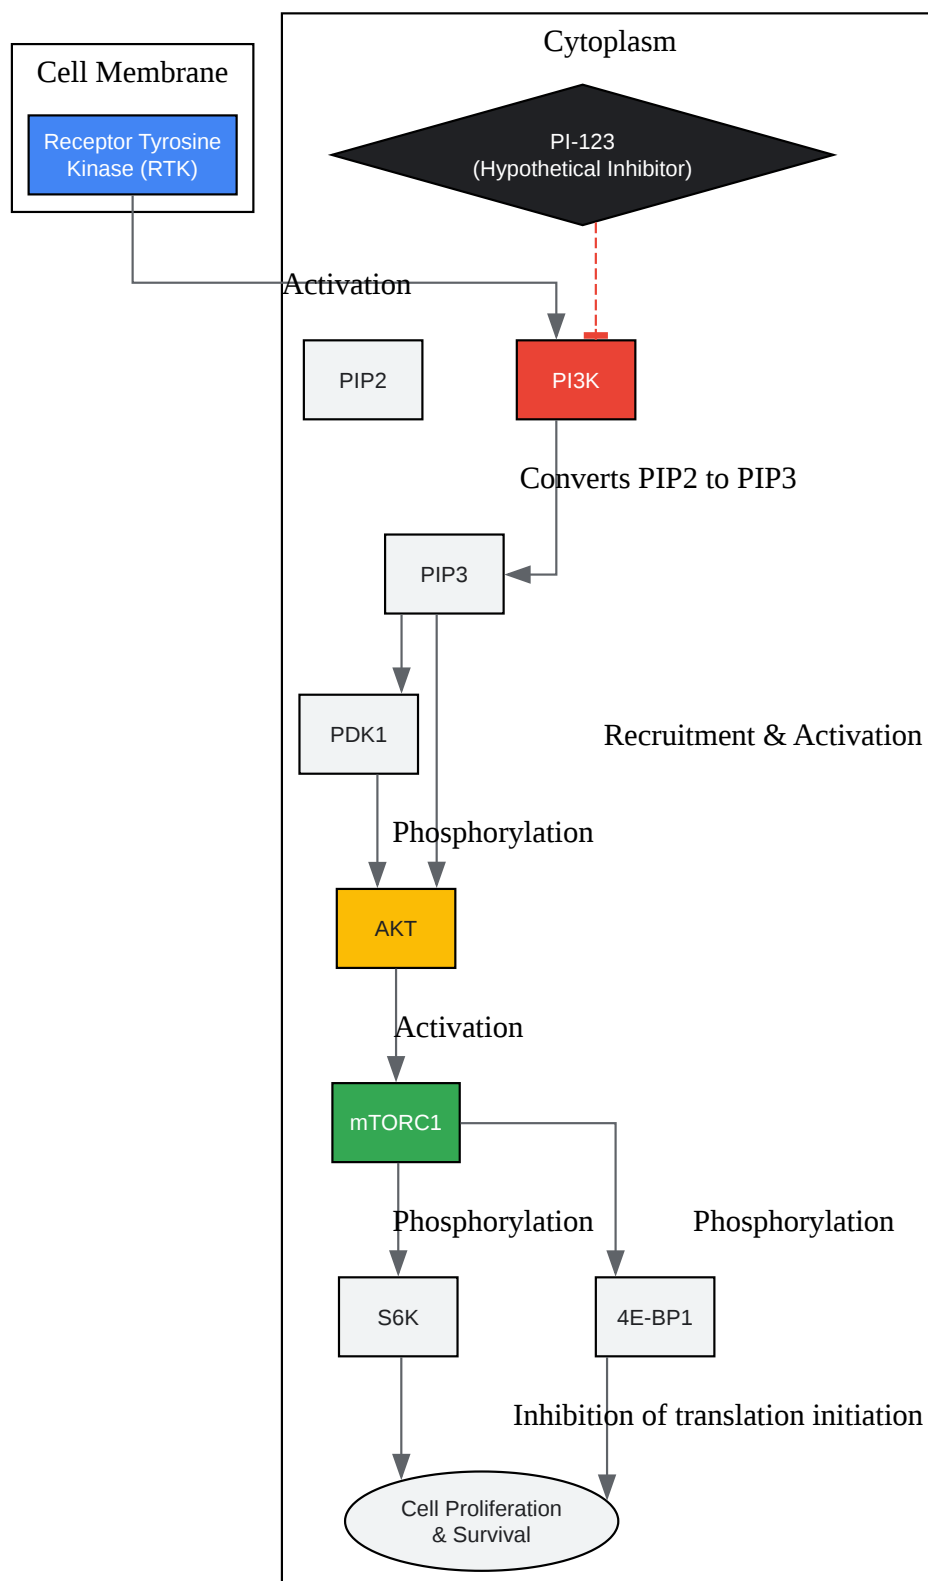 Cytoplasm
Cell Membrane
Receptor Tyrosine
Kinase (RTK)
PI-123
(Hypothetical Inhibitor)
Activation
PIP2
PI3K
Converts PIP2 to PIP3
PIP3
PDK1
Recruitment & Activation
Phosphorylation
AKT
Activation
mTORC1
Phosphorylation
Phosphorylation
S6K
4E-BP1
Inhibition of translation initiation
Cell Proliferation
& Survival